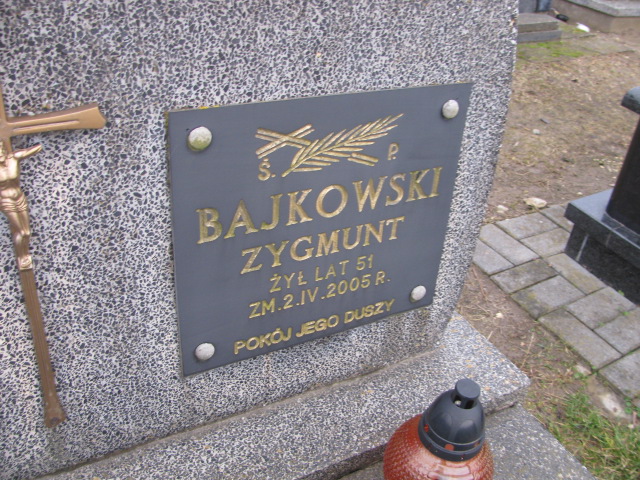 Ś. P.
BAJKOWSKI
ZYGMUNT
ŻYŁ LAT 51
ZM. 2.IV.2005 R.
POKÓJ JEGO DUSZY